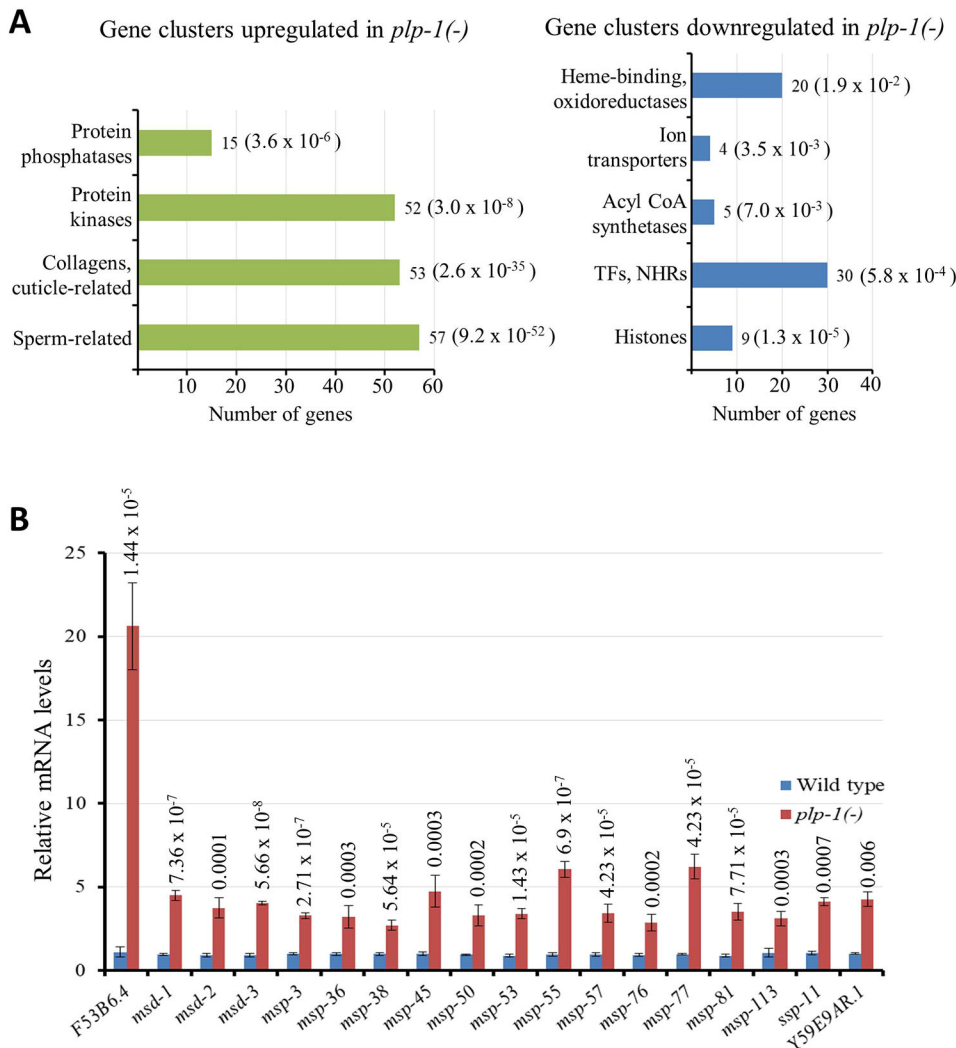 A
Gene clusters upregulated in plp-1(-)
Protein
phosphatases
15 (3.6 x 10-6 )
Protein
kinases
52 (3.0 x 10-8 )
Collagens,
cuticle-related
53 (2.6 x 10-35 )
Sperm-related
57 (9.2 x 10-52 )
10 20 30 40 50 60
Number of genes
Gene clusters downregulated in plp-1(-)
Heme-binding,
oxidoreductases
20 (1.9 x 10-2 )
Ion
transporters
4 (3.5 x 10-3 )
Acyl CoA
synthetases
5 (7.0 x 10-3 )
TFs, NHRs
30 (5.8 x 10-4 )
Histones
9 (1.3 x 10-5 )
10 20 30 40
Number of genes
B
Relative mRNA levels
25
20
15
10
5
0
1.44 x 10-5
7.36 x 10-7
0.0001
5.66 x 10-8
2.71 x 10-7
0.0003
5.64 x 10-5
0.0003
0.0002
1.43 x 10-5
6.9 x 10-7
4.23 x 10-5
0.0002
4.23 x 10-5
7.71 x 10-5
0.0003
0.0007
0.006
Wild type
plp-1(-)
F53B6.4
msd-1
msd-2
msd-3
msp-3
msp-36
msp-38
msp-45
msp-50
msp-53
msp-55
msp-57
msp-76
msp-77
msp-81
msp-113
ssp-11
Y59E9AR.1